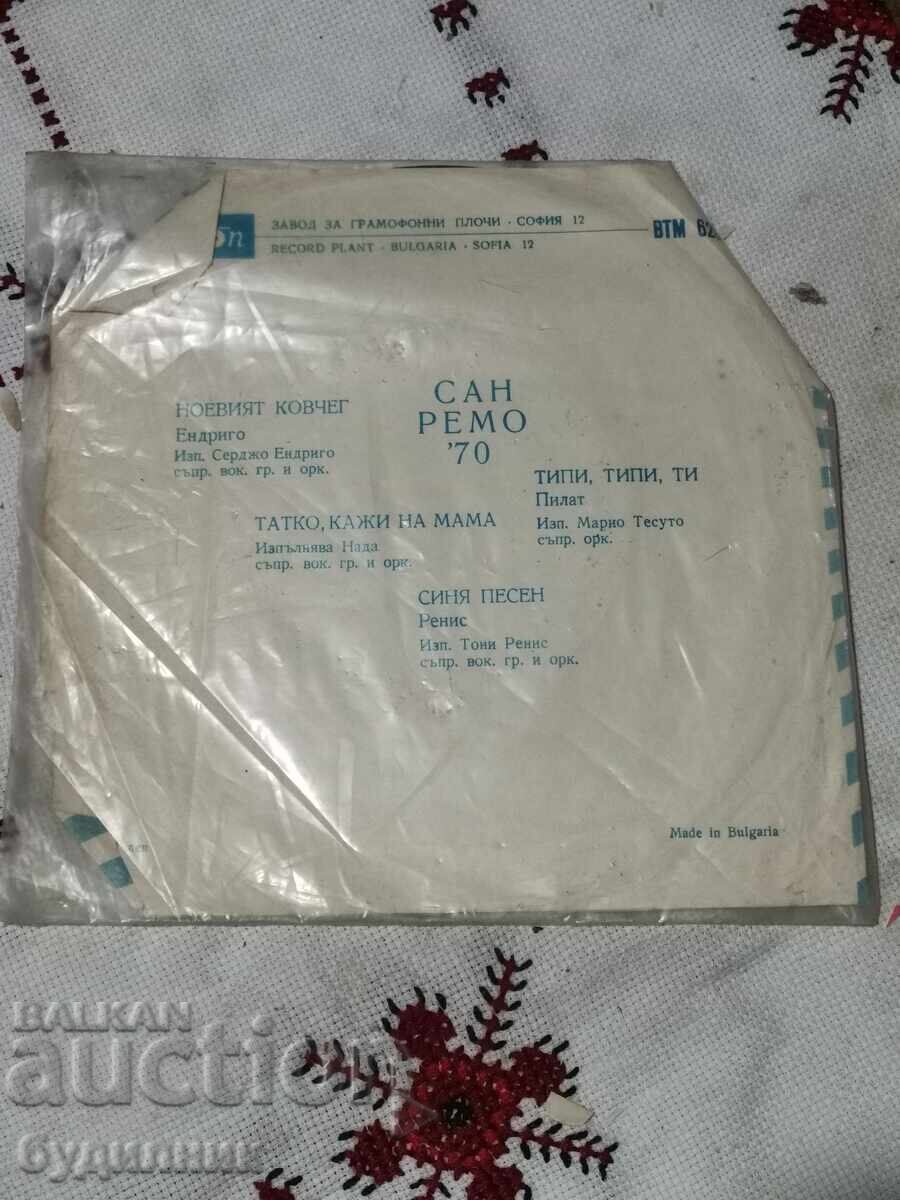 ЗАВОД ЗА ГРАМОФОННИ ПЛОЧИ · СОФИЯ 12
RECORD PLANT · BULGARIA · SOFIA 12
ВТМ
САН
РЕМО
'70
НОЕВИЯТ КОВЧЕГ
Ендриго
Изп. Серджо Ендриго
съпр. вок. гр. и орк.
ТИПИ, ТИПИ, ТИ
Пилат
Изп. Марио Тесуто
съпр. орк.
ТАТКО, КАЖИ НА МАМА
Изпълнява Нада
съпр. вок. гр. и орк.
СИНЯ ПЕСЕН
Ренис
Изп. Тони Ренис
съпр. вок. гр. и орк.
Made in Bulgaria
BALKAN
auction
будипник